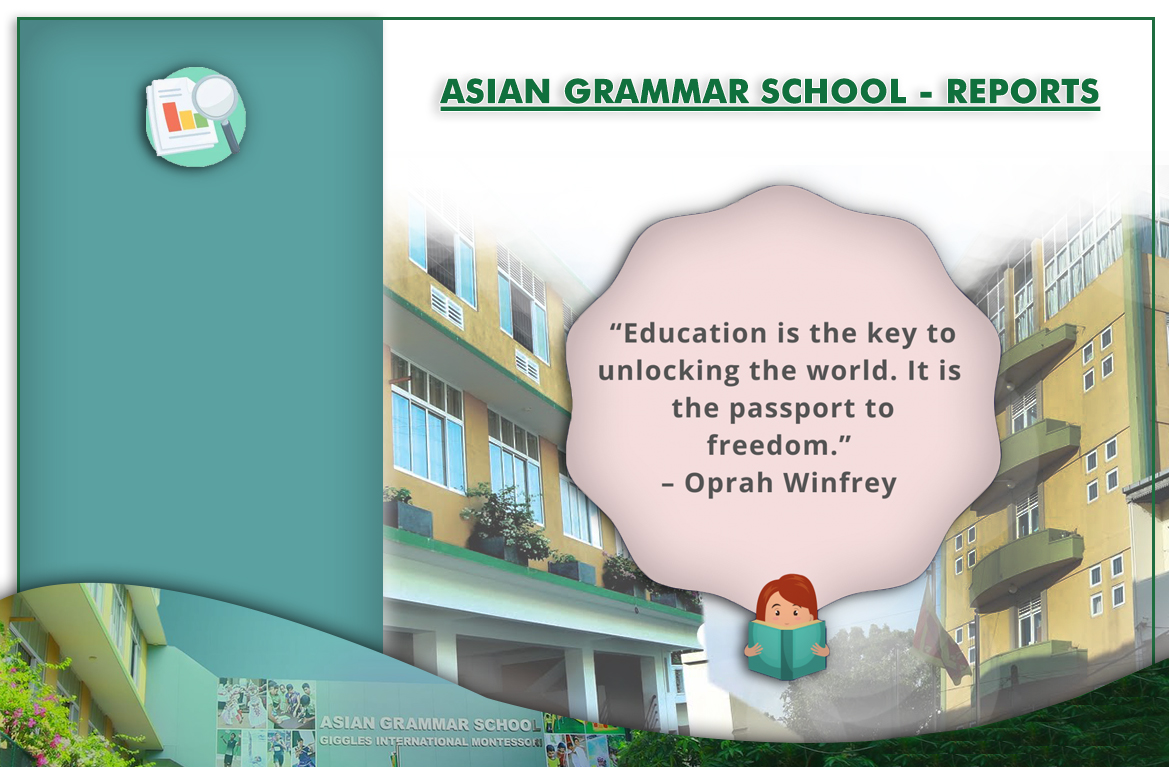 ASIAN GRAMMAR SCHOOL - REPORTS
“Education is the key to
unlocking the world. It is
the passport to
freedom.”
– Oprah Winfrey
ASIAN GRAMMAR SCHOOL
GIGGLES INTERNATIONAL MONTESSORI